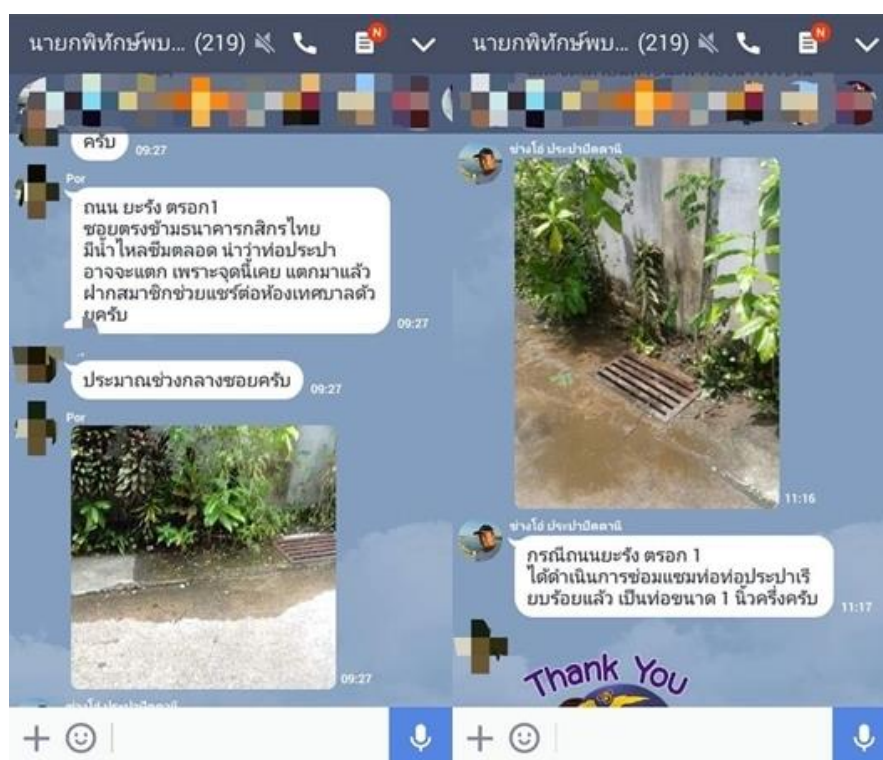 นายกพิทักษ์พบ... (219)
N
ครับ
09:27
Por
ถนน ยะรัง ตรอก1
ซอยตรงข้ามธนาคารกสิกรไทย
มีน้ำไหลซึมตลอด น่าว่าท่อประปา
อาจจะแตก เพราะจุดนี้เคย แตกมาแล้ว
ฝากสมาชิกช่วยแชร์ต่อห้องเทศบาลด้ว
ยครับ
09:27
ประมาณช่วงกลางซอยครับ
09:27
Por
09:27
นายกพิทักษ์พบ... (219)
N
ช่างโอ๋ ประปาปัตตานี
11:16
ช่างโอ๋ ประปาปัตตานี
กรณีถนนยะรัง ตรอก 1
ได้ดำเนินการซ่อมแซมท่อท่อประปาเรี
ยบร้อยแล้ว เป็นท่อขนาด 1 นิ้วครึ่งครับ
11:17
Thank You